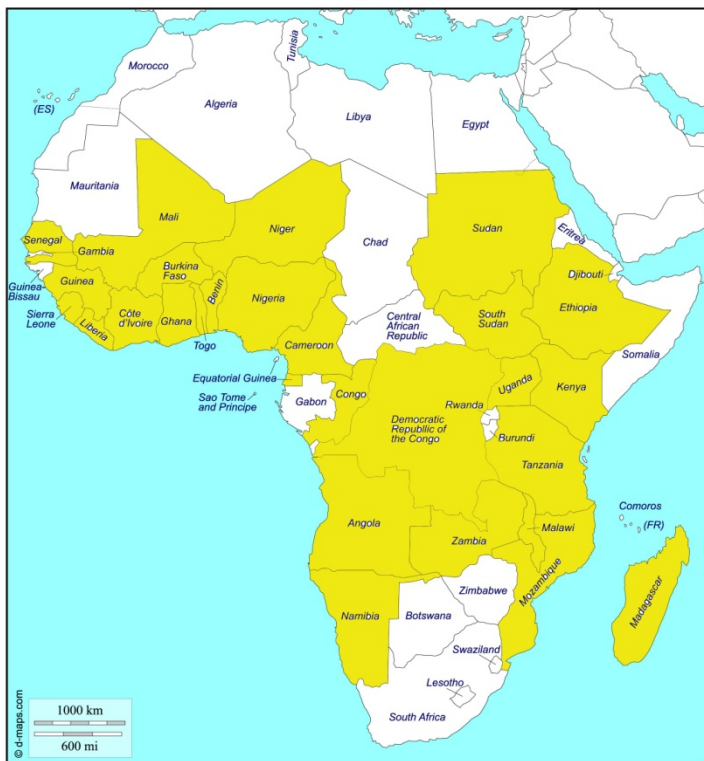 Tunisia
Morocco
Algeria
(ES)
Libya
Egypt
Mauritania
Mali
Niger
Chad
Sudan
Eritrea
Senegal
Gambia
Burkina
Faso
Benin
Djibouti
Guinea-
Bissau
Guinea
Nigeria
Ethiopia
Sierra
Leone
Liberia
Côte
d'Ivoire
Ghana
Togo
Central
African
Republic
South
Sudan
Cameroon
Somalia
Equatorial Guinea
Congo
Uganda
Kenya
Sao Tome
and Principe
Gabon
Rwanda
Democratic
Republlic of
the Congo
Burundi
Tanzania
Comoros
(FR)
Angola
Zambia
Malawi
Mozambique
Madagascar
Namibia
Zimbabwe
Botswana
Swaziland
Lesotho
South Africa
1000 km
600 mi
© d-maps.com